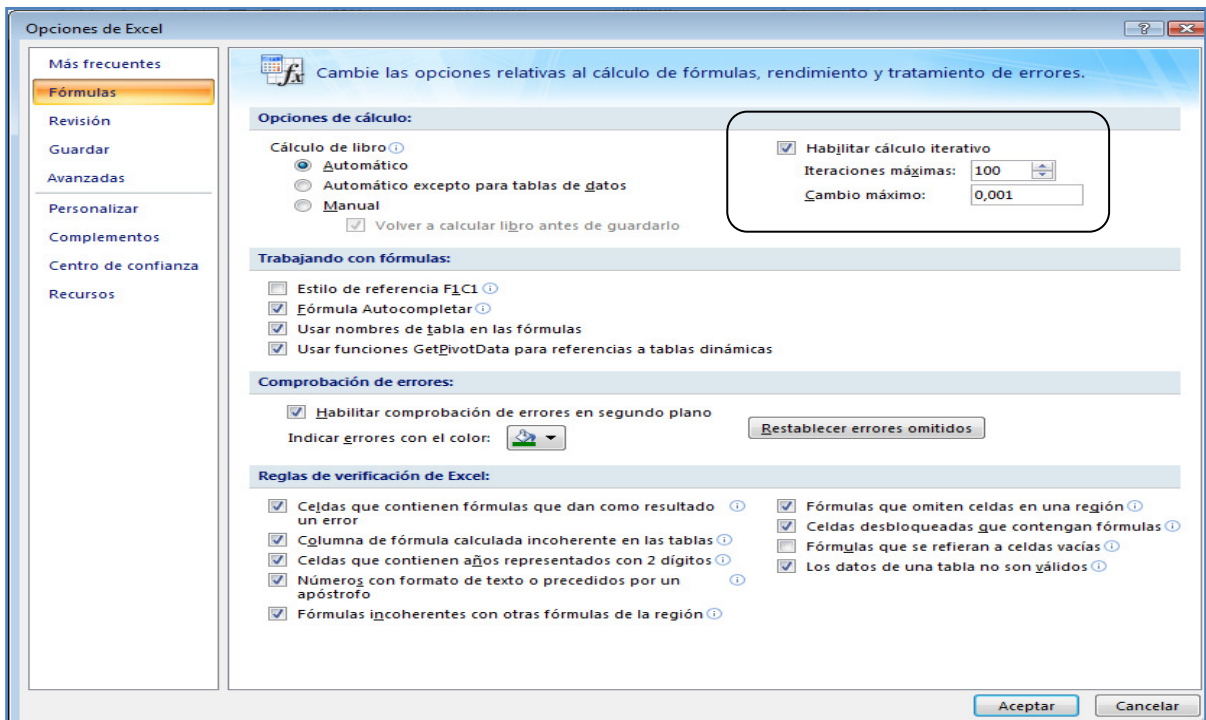 Opciones de Excel
Más frecuentes
Fórmulas
Revisión
Guardar
Avanzadas
Personalizar
Complementos
Centro de confianza
Recursos
Cambie las opciones relativas al cálculo de fórmulas, rendimiento y tratamiento de errores.
Opciones de cálculo:
Cálculo de libro
Automático
Automático excepto para tablas de datos
Manual
Volver a calcular libro antes de guardarlo
Habilitar cálculo iterativo
Iteraciones máximas: 100
Cambio máximo: 0,001
Trabajando con fórmulas:
Estilo de referencia F1C1
Fórmula Autocompletar
Usar nombres de tabla en las fórmulas
Usar funciones GetPivotData para referencias a tablas dinámicas
Comprobación de errores:
Habilitar comprobación de errores en segundo plano
Indicar errores con el color:
Restablecer errores omitidos
Reglas de verificación de Excel:
Celdas que contienen fórmulas que dan como resultado
un error
Columna de fórmula calculada incoherente en las tablas
Celdas que contienen años representados con 2 dígitos
Números con formato de texto o precedidos por un
apóstrofo
Fórmulas incoherentes con otras fórmulas de la región
Fórmulas que omiten celdas en una región
Celdas desbloqueadas que contengan fórmulas
Fórmulas que se refieran a celdas vacías
Los datos de una tabla no son válidos
Aceptar
Cancelar